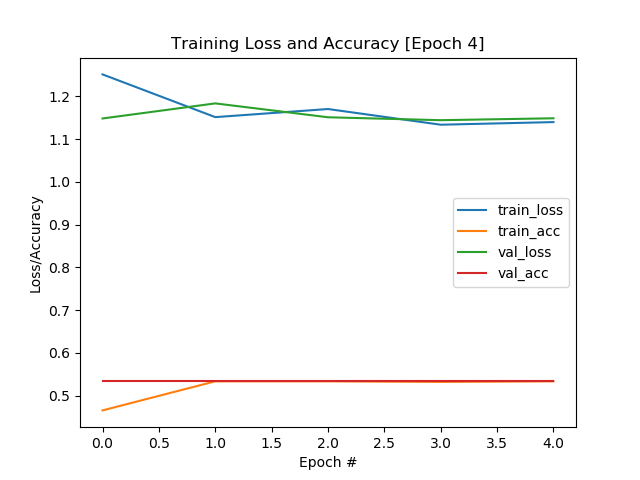 Training Loss and Accuracy [Epoch 4]
1.2
1.1
1.0
0.9
0.8
0.7
0.6
0.5
Loss/Accuracy
train_loss
train_acc
val_loss
val_acc
0.0 0.5 1.0 1.5 2.0 2.5 3.0 3.5 4.0
Epoch #